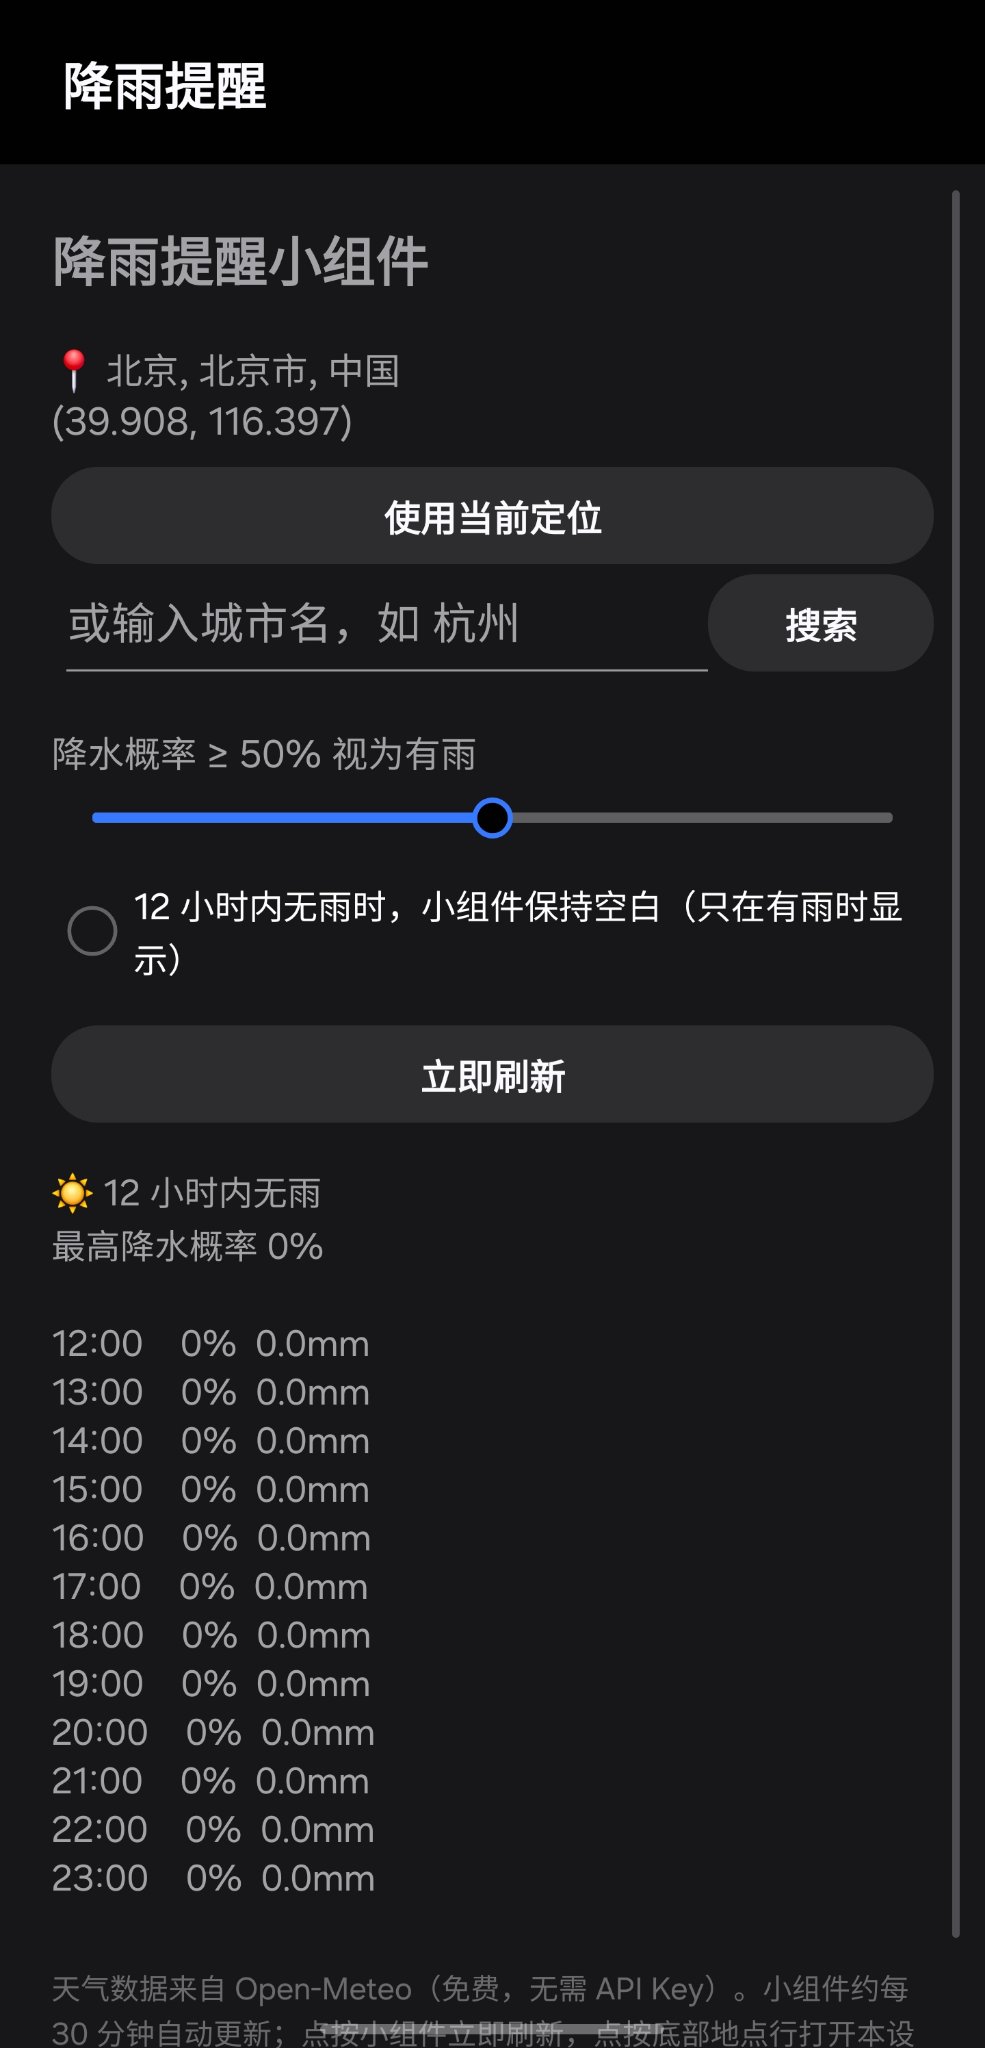 降雨提醒
降雨提醒小组件
📍 北京, 北京市, 中国
(39.908, 116.397)
使用当前定位
或输入城市名，如 杭州
搜索
降水概率 ≥ 50% 视为有雨
12 小时内无雨时，小组件保持空白（只在有雨时显
示）
立即刷新
☀️ 12 小时内无雨
最高降水概率 0%
12:00 0% 0.0mm
13:00 0% 0.0mm
14:00 0% 0.0mm
15:00 0% 0.0mm
16:00 0% 0.0mm
17:00 0% 0.0mm
18:00 0% 0.0mm
19:00 0% 0.0mm
20:00 0% 0.0mm
21:00 0% 0.0mm
22:00 0% 0.0mm
23:00 0% 0.0mm
天气数据来自 Open-Meteo（免费，无需 API Key）。小组件约每
30 分钟自动更新；点按小组件立即刷新，点按底部地点行打开本设